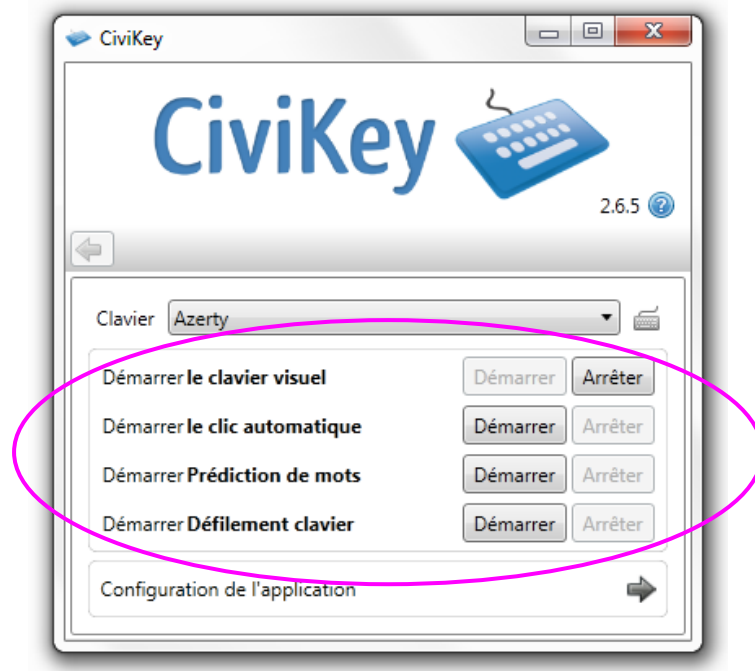 CiviKey
CiviKey
2.6.5 ?
Clavier Azerty
Démarrer le clavier visuel Démarrer Arrêter
Démarrer le clic automatique Démarrer Arrêter
Démarrer Prédiction de mots Démarrer Arrêter
Démarrer Défilement clavier Démarrer Arrêter
Configuration de l'application